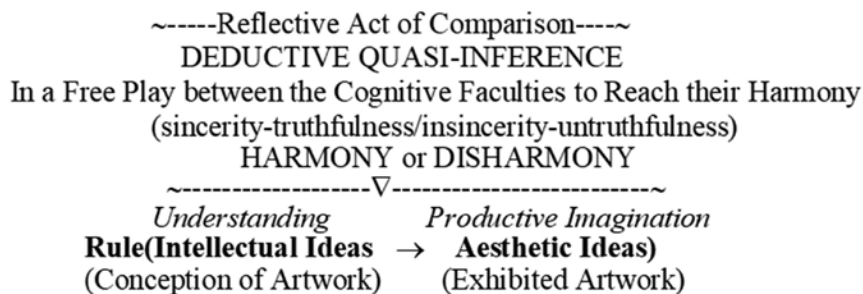 ~-----Reflective Act of Comparison----~
DEDUCTIVE QUASI-INFERENCE
In a Free Play between the Cognitive Faculties to Reach their Harmony
(sincerity-truthfulness/insincerity-untruthfulness)
HARMONY or DISHARMONY
~-------------------∇--------------------------~
Understanding Productive Imagination
Rule(Intellectual Ideas → Aesthetic Ideas)
(Conception of Artwork) (Exhibited Artwork)